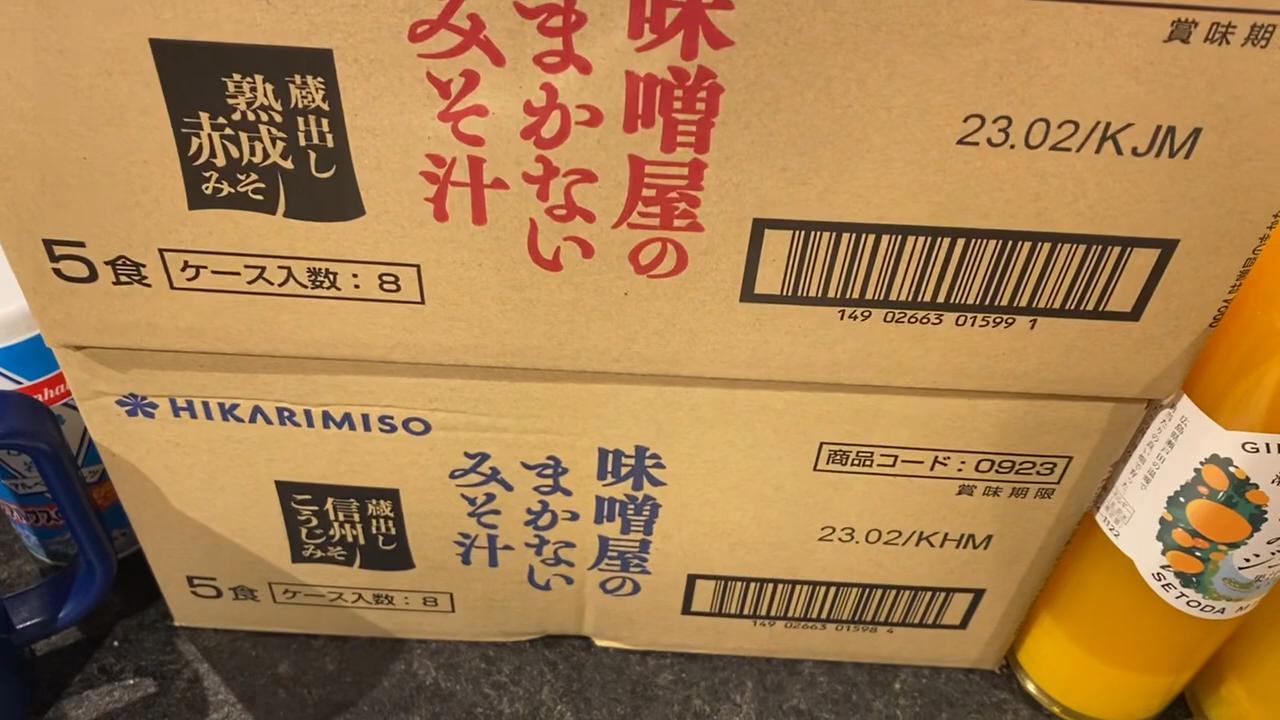 味噌屋の
まかない
みそ汁
蔵出し
熟成
赤
みそ
5食
ケース入数：8
賞味期
23.02/KJM
149 02663 01599 1
HIKARIMISO
味噌屋の
まかない
みそ汁
蔵出し
信州
こうじ
みそ
5食
ケース入数：8
商品コード：0923
賞味期限
23.02/KHM
149 02663 01598 4
SETODA